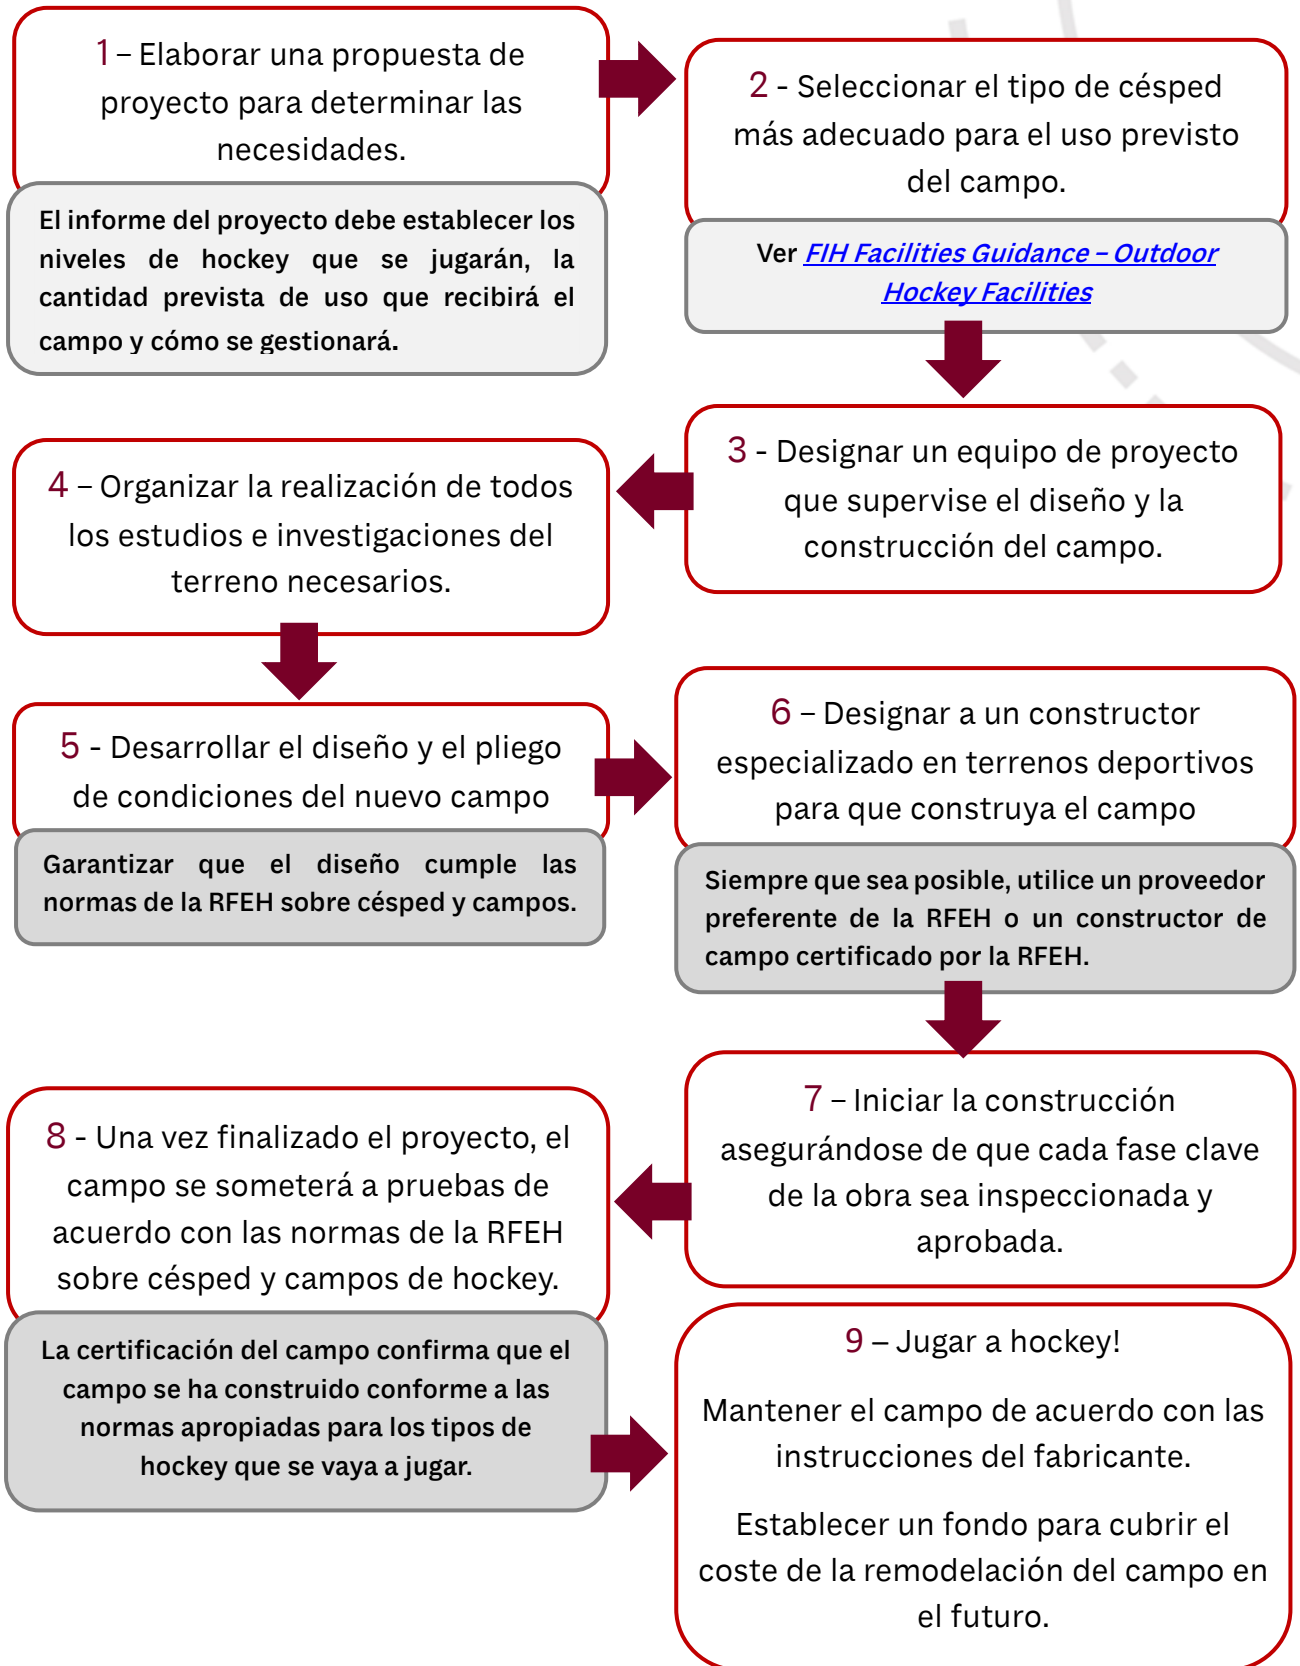 1 – Elaborar una propuesta de
proyecto para determinar las
necesidades.
El informe del proyecto debe establecer los
niveles de hockey que se jugarán, la
cantidad prevista de uso que recibirá el
campo y cómo se gestionará.
2 - Seleccionar el tipo de césped
más adecuado para el uso previsto
del campo.
Ver FIH Facilities Guidance – Outdoor
Hockey Facilities
3 - Designar un equipo de proyecto
que supervise el diseño y la
construcción del campo.
4 – Organizar la realización de todos
los estudios e investigaciones del
terreno necesarios.
5 - Desarrollar el diseño y el pliego
de condiciones del nuevo campo
Garantizar que el diseño cumple las
normas de la RFEH sobre césped y campos.
6 – Designar a un constructor
especializado en terrenos deportivos
para que construya el campo
Siempre que sea posible, utilice un proveedor
preferente de la RFEH o un constructor de
campo certificado por la RFEH.
7 – Iniciar la construcción
asegurándose de que cada fase clave
de la obra sea inspeccionada y
aprobada.
8 - Una vez finalizado el proyecto, el
campo se someterá a pruebas de
acuerdo con las normas de la RFEH
sobre césped y campos de hockey.
La certificación del campo confirma que el
campo se ha construido conforme a las
normas apropiadas para los tipos de
hockey que se vaya a jugar.
9 – Jugar a hockey!
Mantener el campo de acuerdo con las
instrucciones del fabricante.
Establecer un fondo para cubrir el
coste de la remodelación del campo en
el futuro.